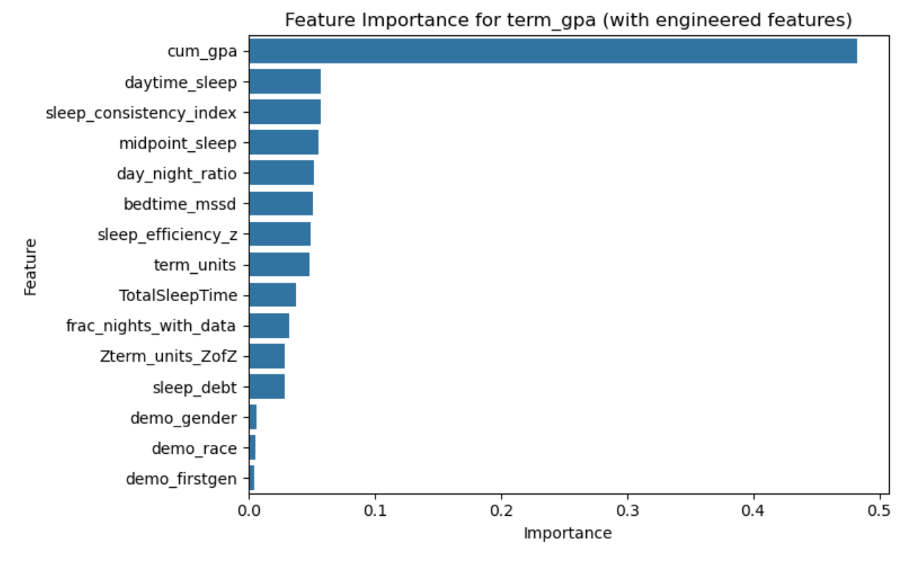 Feature Importance for term_gpa (with engineered features)
cum_gpa
daytime_sleep
sleep_consistency_index
midpoint_sleep
day_night_ratio
bedtime_mssd
sleep_efficiency_z
term_units
TotalSleepTime
frac_nights_with_data
Zterm_units_ZofZ
sleep_debt
demo_gender
demo_race
demo_firstgen
Feature
0.0 0.1 0.2 0.3 0.4 0.5
Importance